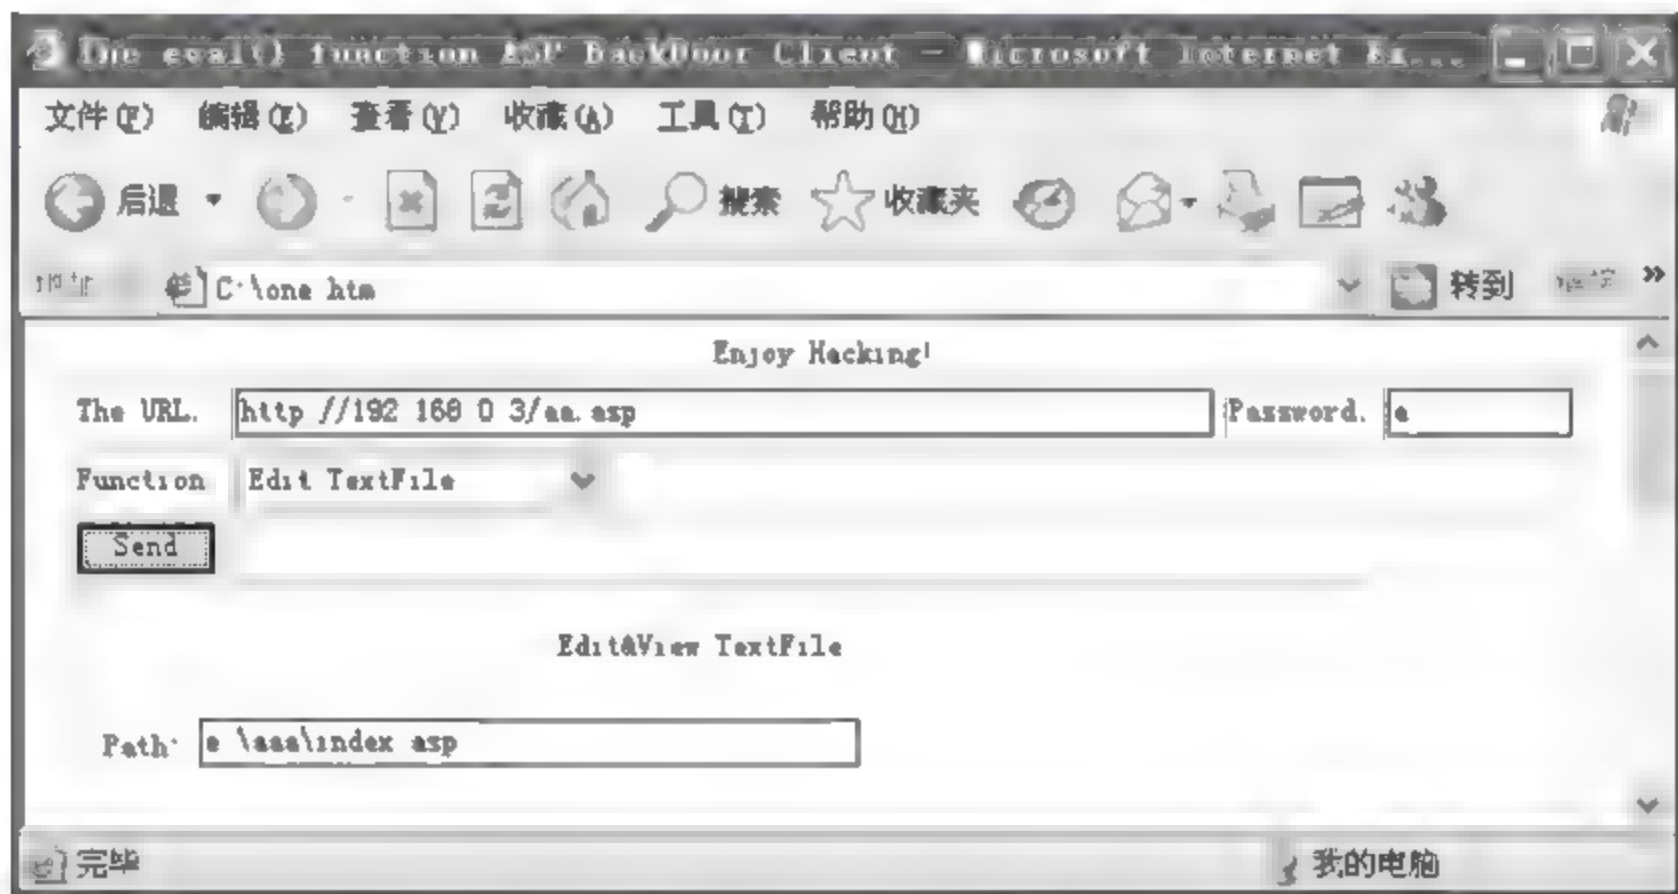 The eval() function ASP BackDoor Client - Microsoft Internet Ex...
文件(F) 编辑(E) 查看(V) 收藏(A) 工具(T) 帮助(H)
后退 搜索 收藏夹
C:\one htm 转到 »
Enjoy Hacking!
The URL. http //192 168 0 3/aa.asp Password. a
Function Edit TextFile
Send
Edit&View TextFile
Path: e \aaa\index asp
完毕 我的电脑